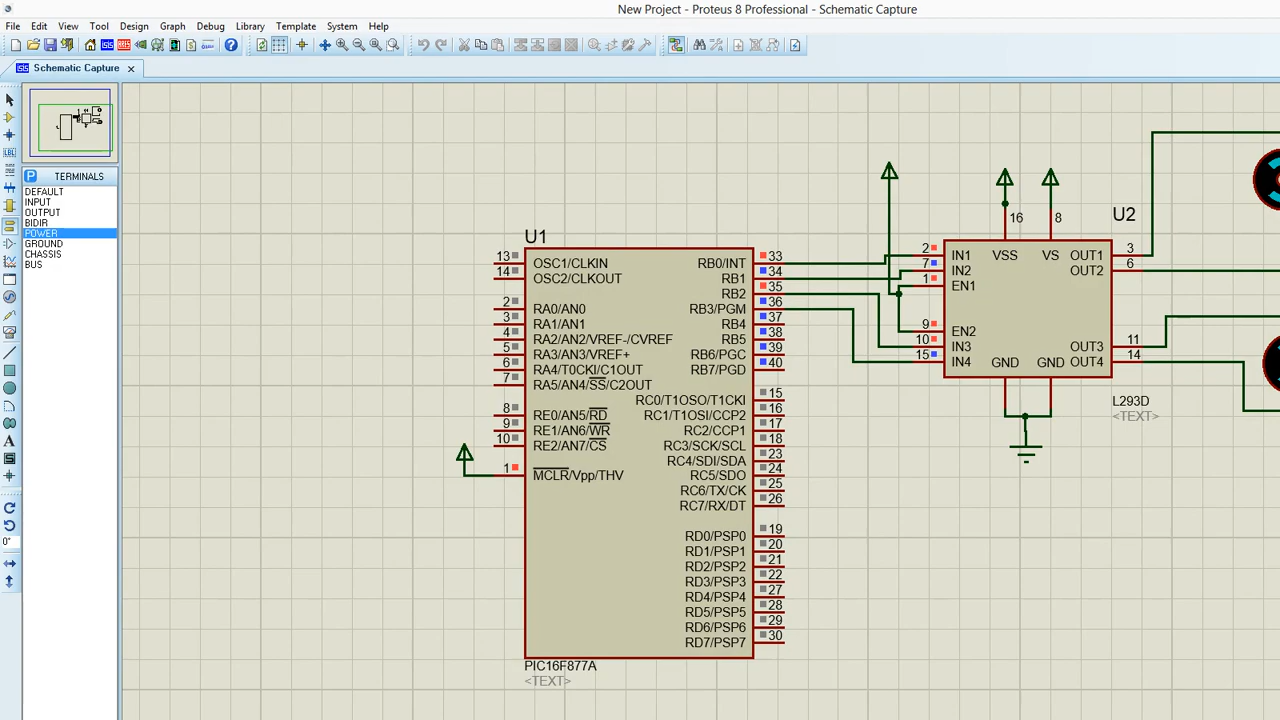 New Project - Proteus 8 Professional - Schematic Capture
File Edit View Tool Design Graph Debug Library Template System Help
Schematic Capture
TERMINALS
DEFAULT
INPUT
OUTPUT
BIDIR
POWER
GROUND
CHASSIS
BUS
LBL
0°
U1
13 OSC1/CLKIN
14 OSC2/CLKOUT
2 RA0/AN0
3 RA1/AN1
4 RA2/AN2/VREF-/CVREF
5 RA3/AN3/VREF+
6 RA4/T0CKI/C1OUT
7 RA5/AN4/SS/C2OUT
8 RE0/AN5/RD
9 RE1/AN6/WR
10 RE2/AN7/CS
1 MCLR/Vpp/THV
RB0/INT 33
RB1 34
RB2 35
RB3/PGM 36
RB4 37
RB5 38
RB6/PGC 39
RB7/PGD 40
RC0/T1OSO/T1CKI 15
RC1/T1OSI/CCP2 16
RC2/CCP1 17
RC3/SCK/SCL 18
RC4/SDI/SDA 23
RC5/SDO 24
RC6/TX/CK 25
RC7/RX/DT 26
RD0/PSP0 19
RD1/PSP1 20
RD2/PSP2 21
RD3/PSP3 22
RD4/PSP4 27
RD5/PSP5 28
RD6/PSP6 29
RD7/PSP7 30
PIC16F877A
<TEXT>
U2
16 8
2 IN1 VSS VS OUT1 3
7 IN2 OUT2 6
1 EN1
9 EN2
10 IN3 OUT3 11
15 IN4 GND GND OUT4 14
L293D
<TEXT>